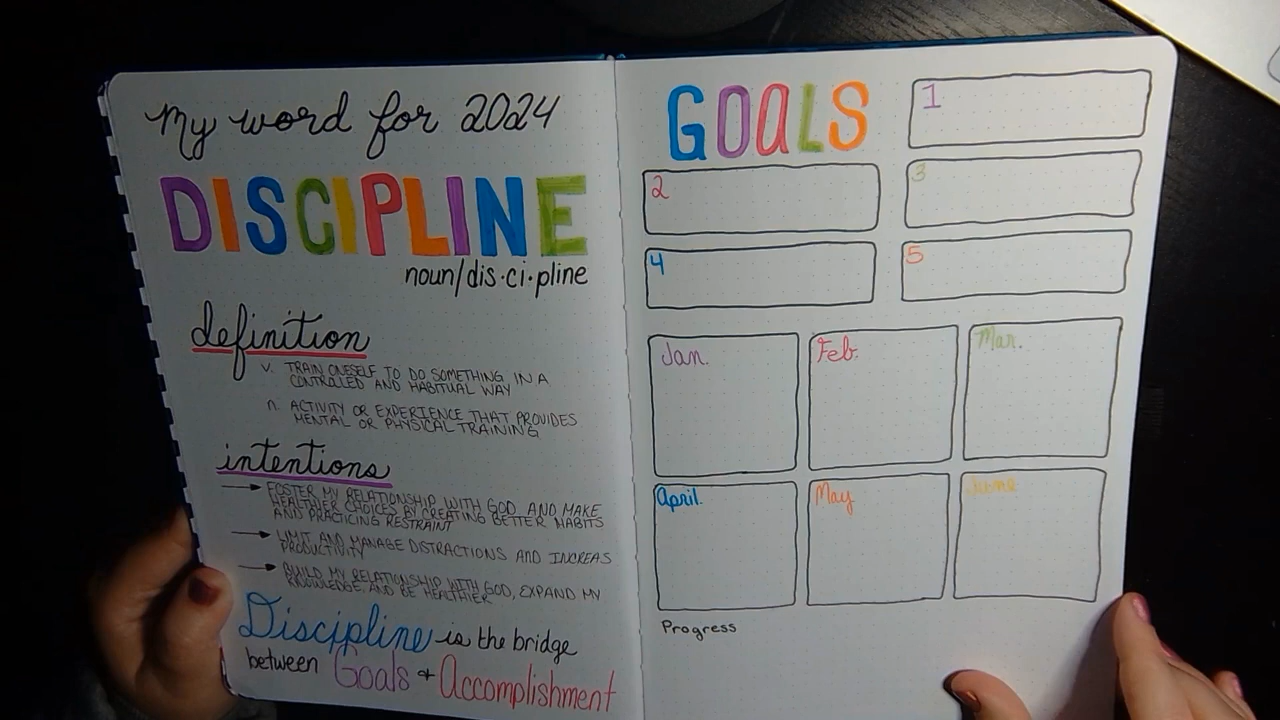 My word for 2024
DISCIPLINE
noun/dis·ci·pline
definition
v. TRAIN ONESELF TO DO SOMETHING IN A
CONTROLLED AND HABITUAL WAY
n. ACTIVITY OR EXPERIENCE THAT PROVIDES
MENTAL OR PHYSICAL TRAINING
intentions
→ FOSTER MY RELATIONSHIP WITH GOD AND MAKE
HEALTHIER CHOICES BY CREATING BETTER HABITS
AND PRACTICING RESTRAINT
→ LIMIT AND MANAGE DISTRACTIONS AND INCREAS
PRODUCTIVITY
→ BUILD MY RELATIONSHIP WITH GOD, EXPAND MY
KNOWLEDGE, AND BE HEALTHIER
Discipline is the bridge
between Goals + Accomplishment
GOALS
1
2
3
4
5
Jan.
Feb.
Mar.
April.
May
June
Progress